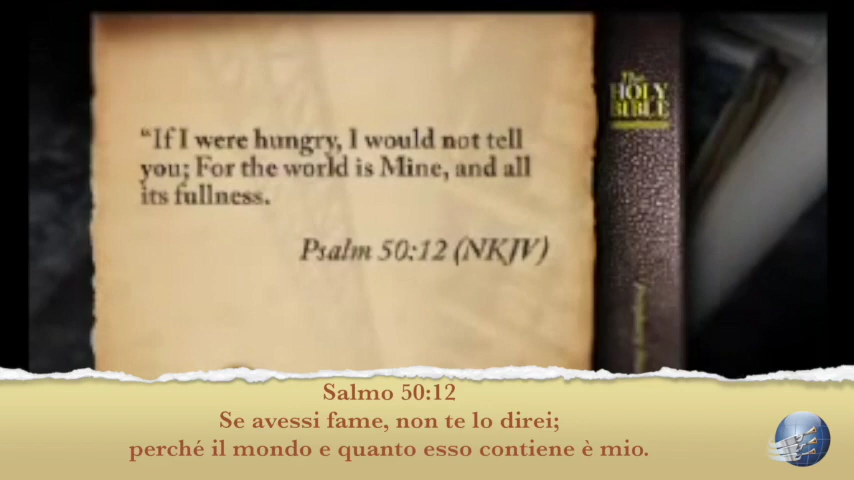 “If I were hungry, I would not tell
you; For the world is Mine, and all
its fullness.
Psalm 50:12 (NKJV)
The
HOLY
BIBLE
Salmo 50:12
Se avessi fame, non te lo direi;
perché il mondo e quanto esso contiene è mio.